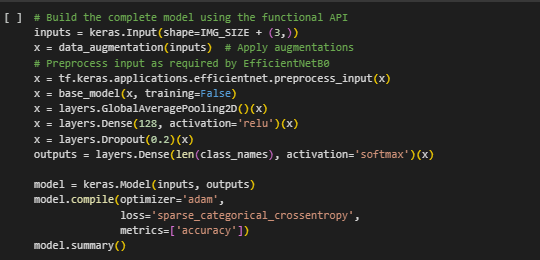 [ ] # Build the complete model using the functional API
inputs = keras.Input(shape=IMG_SIZE + (3,))
x = data_augmentation(inputs)  # Apply augmentations
# Preprocess input as required by EfficientNetB0
x = tf.keras.applications.efficientnet.preprocess_input(x)
x = base_model(x, training=False)
x = layers.GlobalAveragePooling2D()(x)
x = layers.Dense(128, activation='relu')(x)
x = layers.Dropout(0.2)(x)
outputs = layers.Dense(len(class_names), activation='softmax')(x)

model = keras.Model(inputs, outputs)
model.compile(optimizer='adam',
              loss='sparse_categorical_crossentropy',
              metrics=['accuracy'])
model.summary()